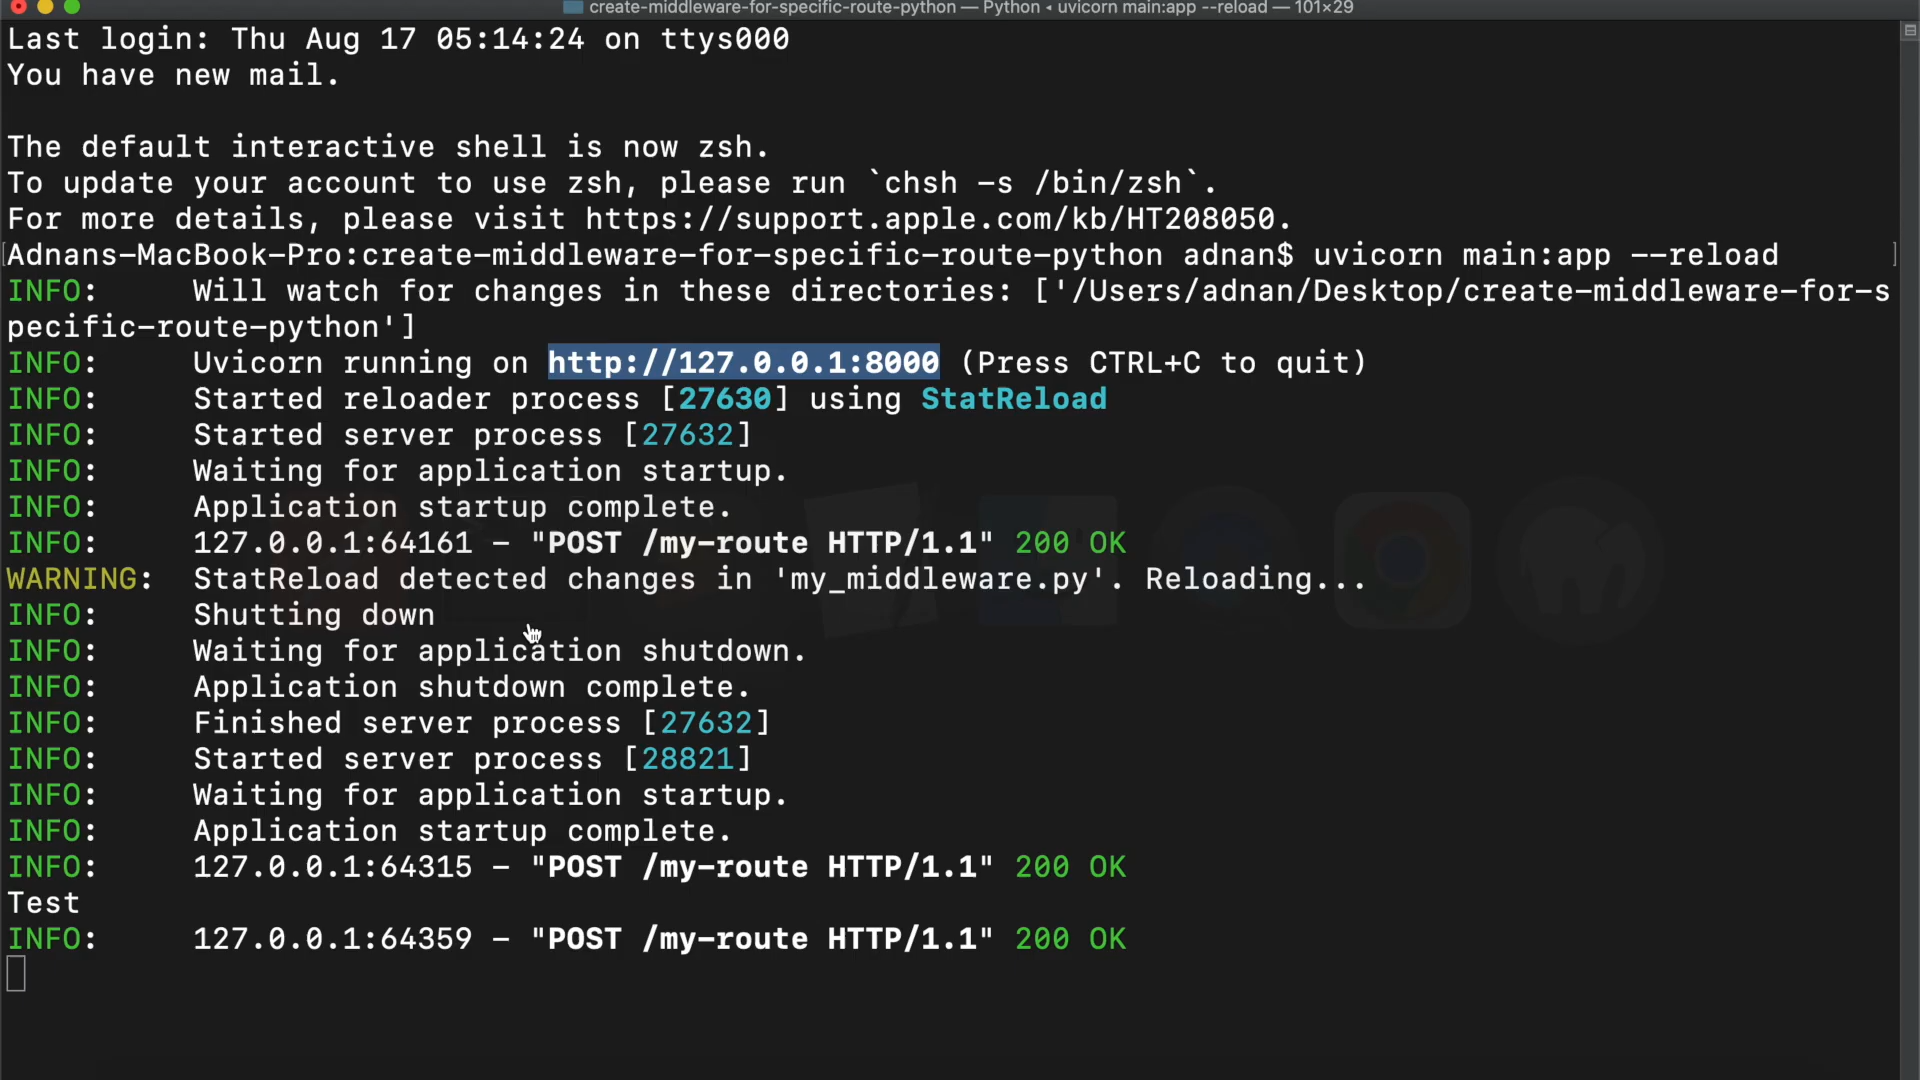 create-middleware-for-specific-route-python — Python ◂ uvicorn main:app --reload — 101×29
Last login: Thu Aug 17 05:14:24 on ttys000
You have new mail.
The default interactive shell is now zsh.
To update your account to use zsh, please run `chsh -s /bin/zsh`.
For more details, please visit https://support.apple.com/kb/HT208050.
[Adnans-MacBook-Pro:create-middleware-for-specific-route-python adnan$ uvicorn main:app --reload ]
INFO: Will watch for changes in these directories: ['/Users/adnan/Desktop/create-middleware-for-s
pecific-route-python']
INFO: Uvicorn running on http://127.0.0.1:8000 (Press CTRL+C to quit)
INFO: Started reloader process [27630] using StatReload
INFO: Started server process [27632]
INFO: Waiting for application startup.
INFO: Application startup complete.
INFO: 127.0.0.1:64161 - "POST /my-route HTTP/1.1" 200 OK
WARNING: StatReload detected changes in 'my_middleware.py'. Reloading...
INFO: Shutting down
INFO: Waiting for application shutdown.
INFO: Application shutdown complete.
INFO: Finished server process [27632]
INFO: Started server process [28821]
INFO: Waiting for application startup.
INFO: Application startup complete.
INFO: 127.0.0.1:64315 - "POST /my-route HTTP/1.1" 200 OK
Test
INFO: 127.0.0.1:64359 - "POST /my-route HTTP/1.1" 200 OK